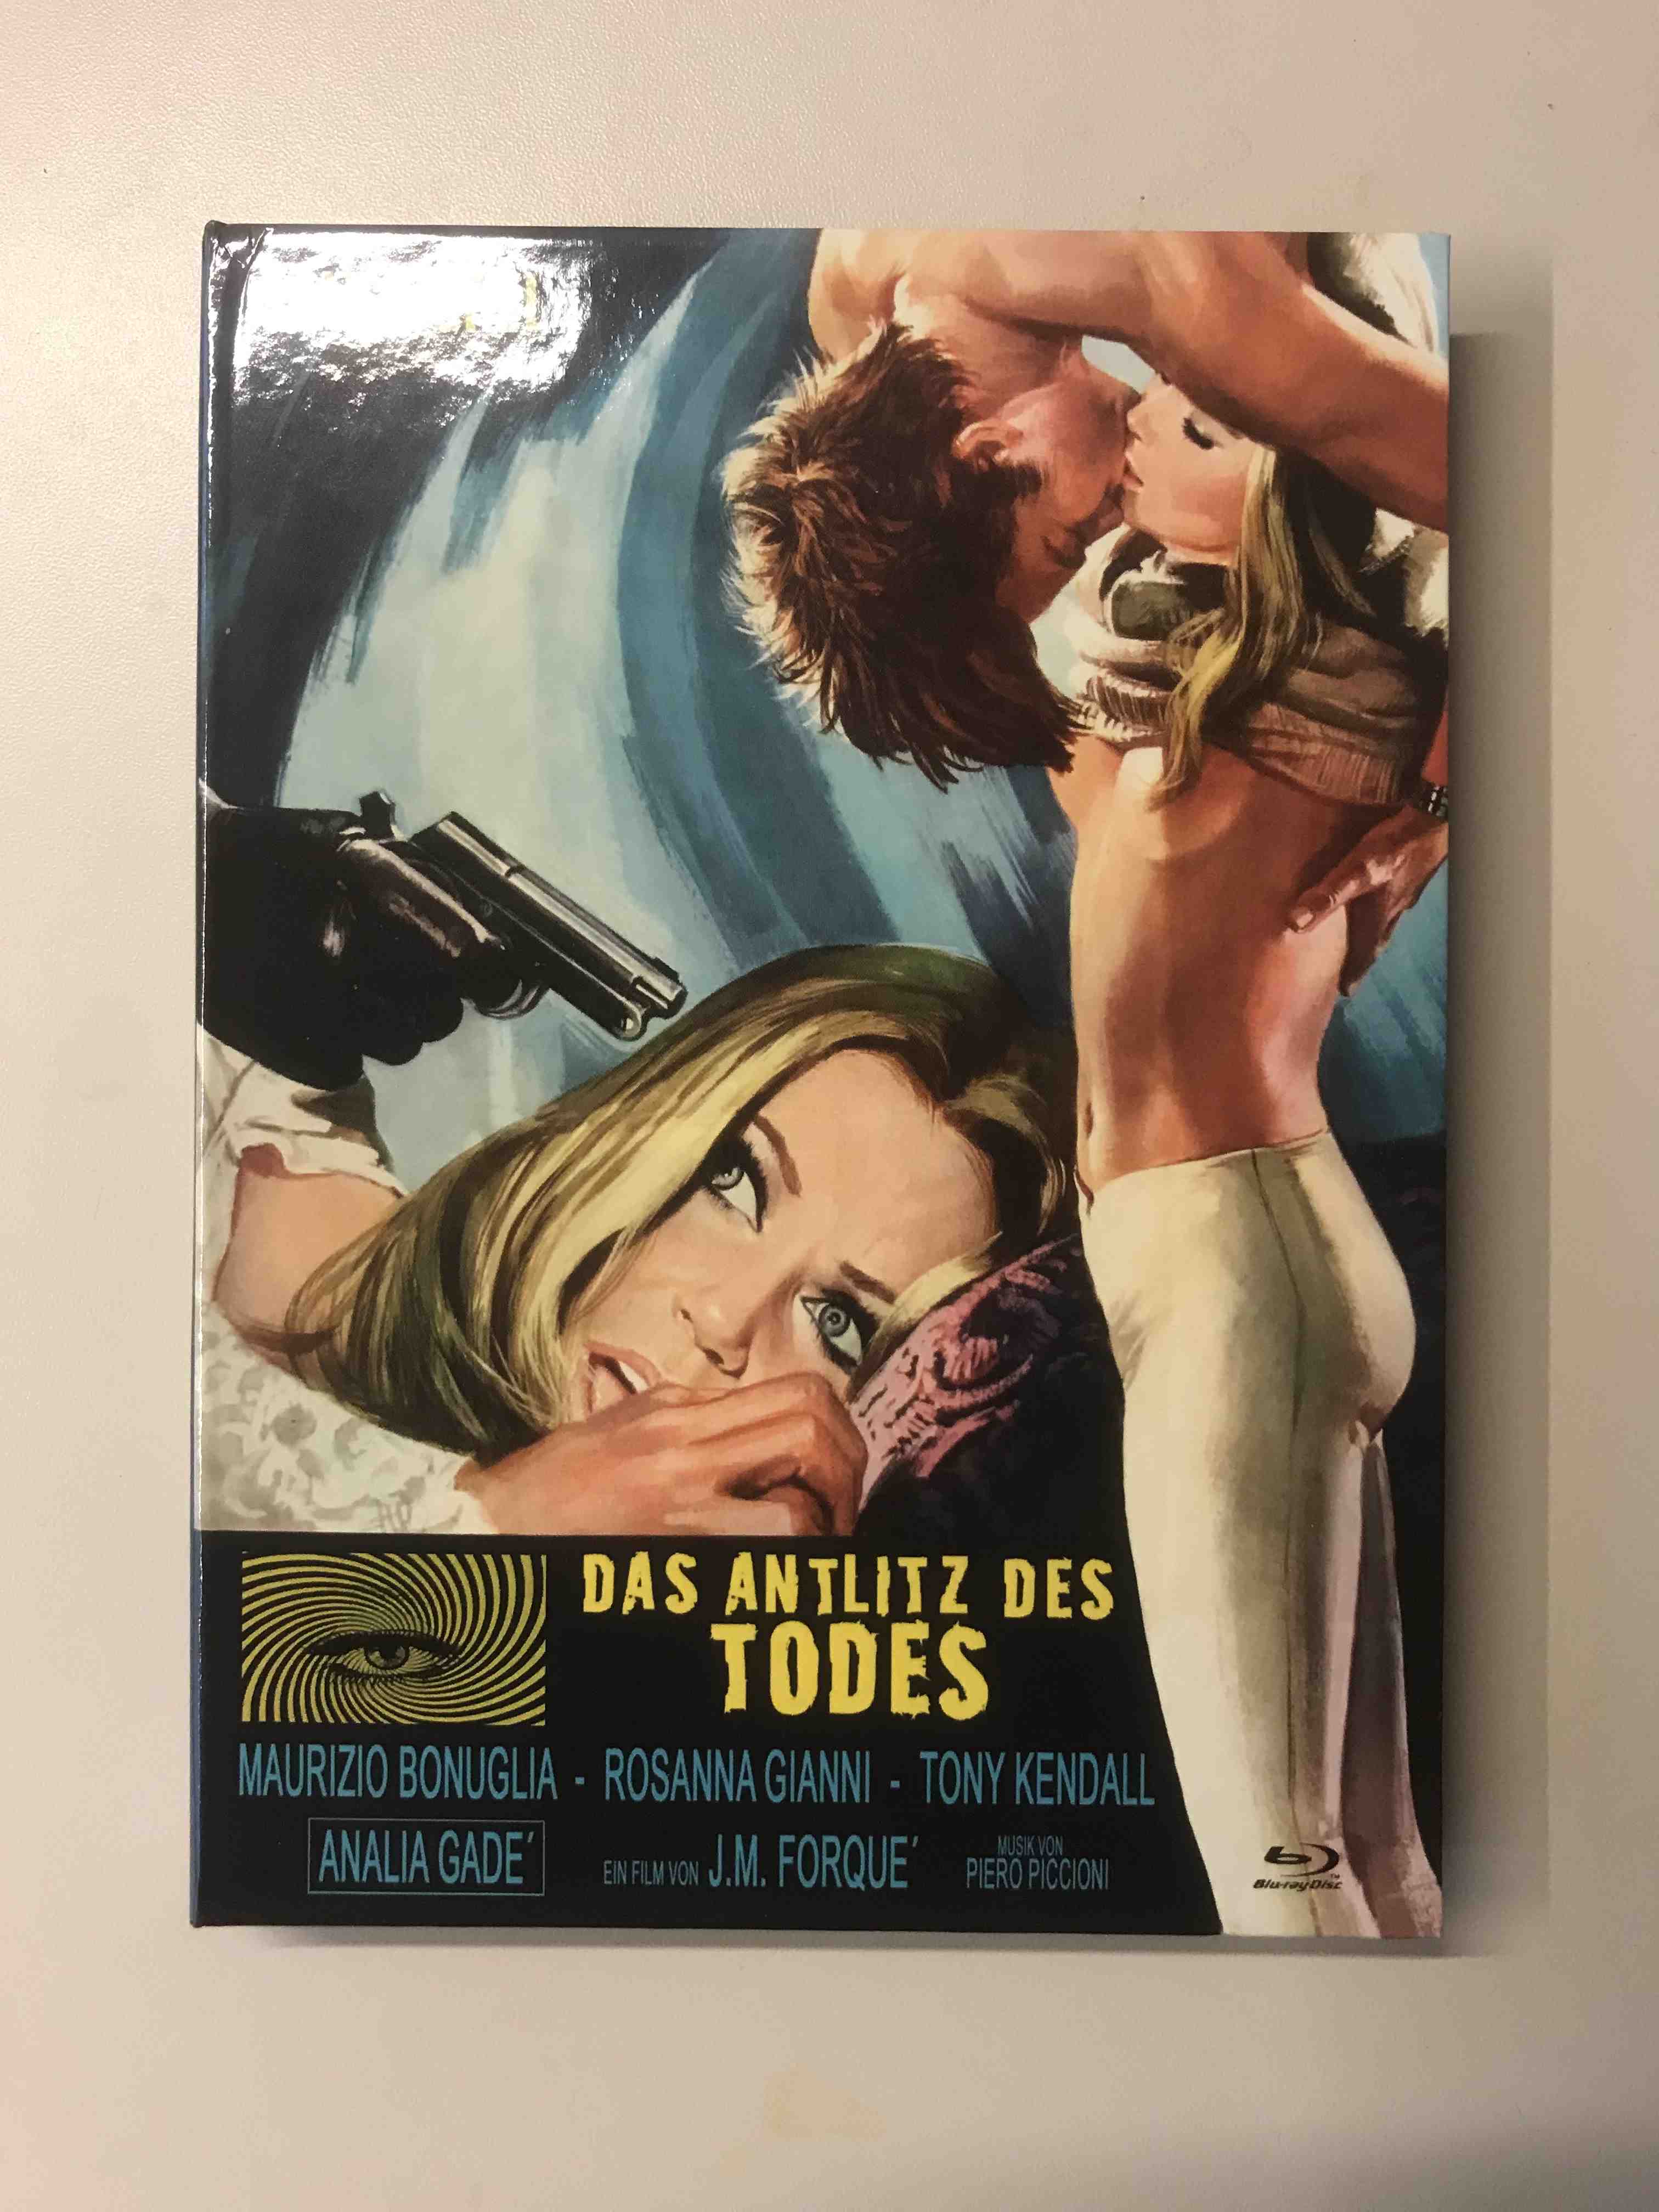 DAS ANTLITZ DES
TODES
MAURIZIO BONUGLIA - ROSANNA GIANNI - TONY KENDALL
ANALIA GADE´
EIN FILM VON J.M. FORQUE´
MUSIK VON
PIERO PICCIONI
Blu-ray Disc™